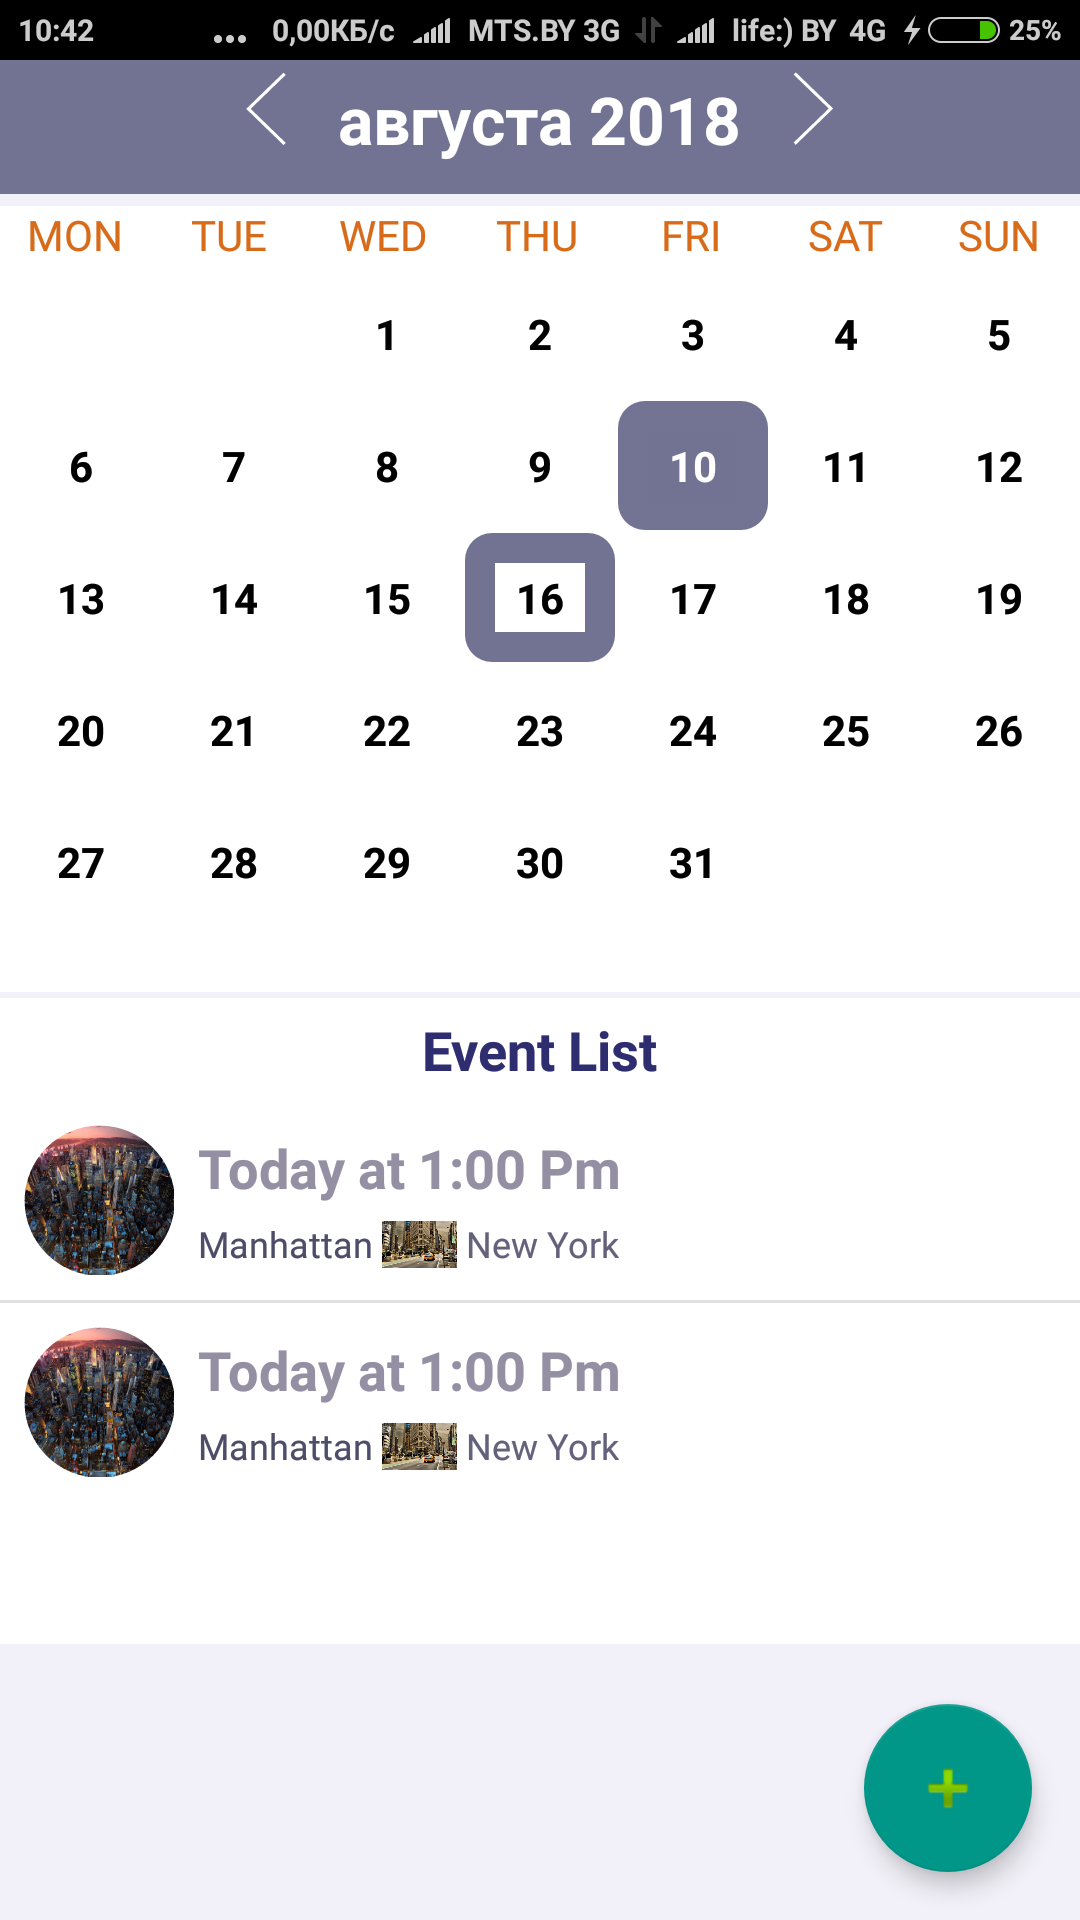 10:42 ... 0,00КБ/с MTS.BY 3G life:) BY 4G 25%
августа 2018
MON TUE WED THU FRI SAT SUN
1 2 3 4 5
6 7 8 9 10 11 12
13 14 15 16 17 18 19
20 21 22 23 24 25 26
27 28 29 30 31
Event List
Today at 1:00 Pm
Manhattan New York
Today at 1:00 Pm
Manhattan New York